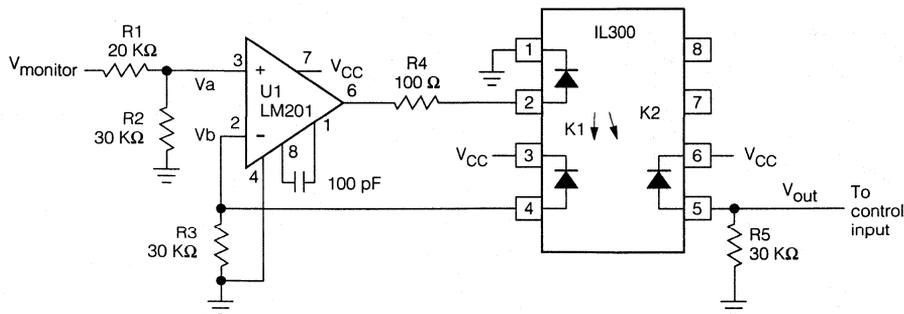 R1
20 KΩ
Vmonitor
Va
R2
30 KΩ
Vb
3
+
7
VCC
U1
LM201
6
2
−
1
8
4
100 pF
R4
100 Ω
R3
30 KΩ
IL300
1
8
2
7
K1
K2
VCC
3
6
VCC
4
5
Vout
To
control
input
R5
30 KΩ